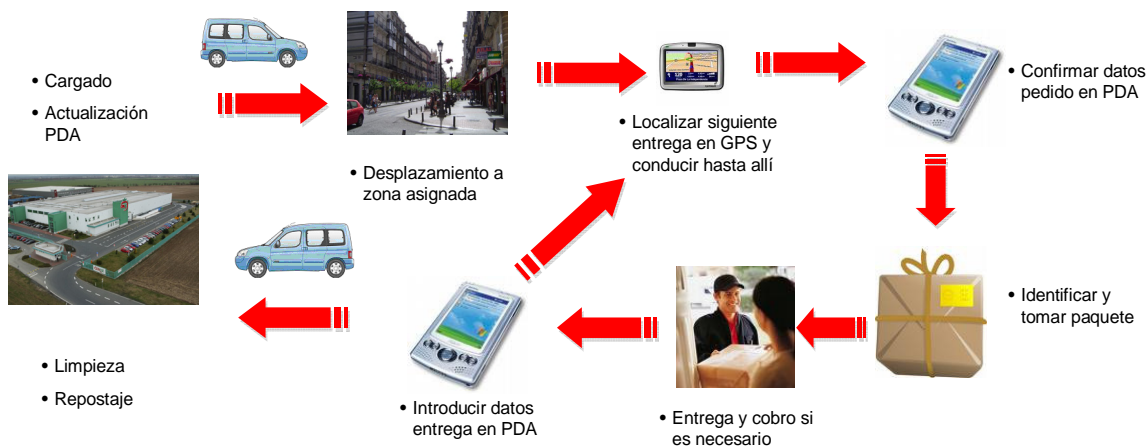 • Cargado
• Actualización
PDA
• Desplazamiento a
zona asignada
• Localizar siguiente
entrega en GPS y
conducir hasta allí
• Confirmar datos
pedido en PDA
• Identificar y
tomar paquete
• Entrega y cobro si
es necesario
• Introducir datos
entrega en PDA
• Limpieza
• Repostaje